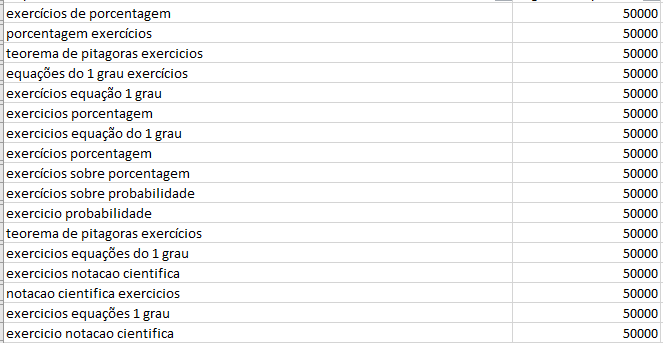 exercícios de porcentagem 50000
porcentagem exercícios 50000
teorema de pitagoras exercicios 50000
equações do 1 grau exercícios 50000
exercícios equação 1 grau 50000
exercicios porcentagem 50000
exercicios equação do 1 grau 50000
exercícios porcentagem 50000
exercícios sobre porcentagem 50000
exercícios sobre probabilidade 50000
exercicio probabilidade 50000
teorema de pitagoras exercícios 50000
exercicios equações do 1 grau 50000
exercicios notacao cientifica 50000
notacao cientifica exercicios 50000
exercicios equações 1 grau 50000
exercicio notacao cientifica 50000